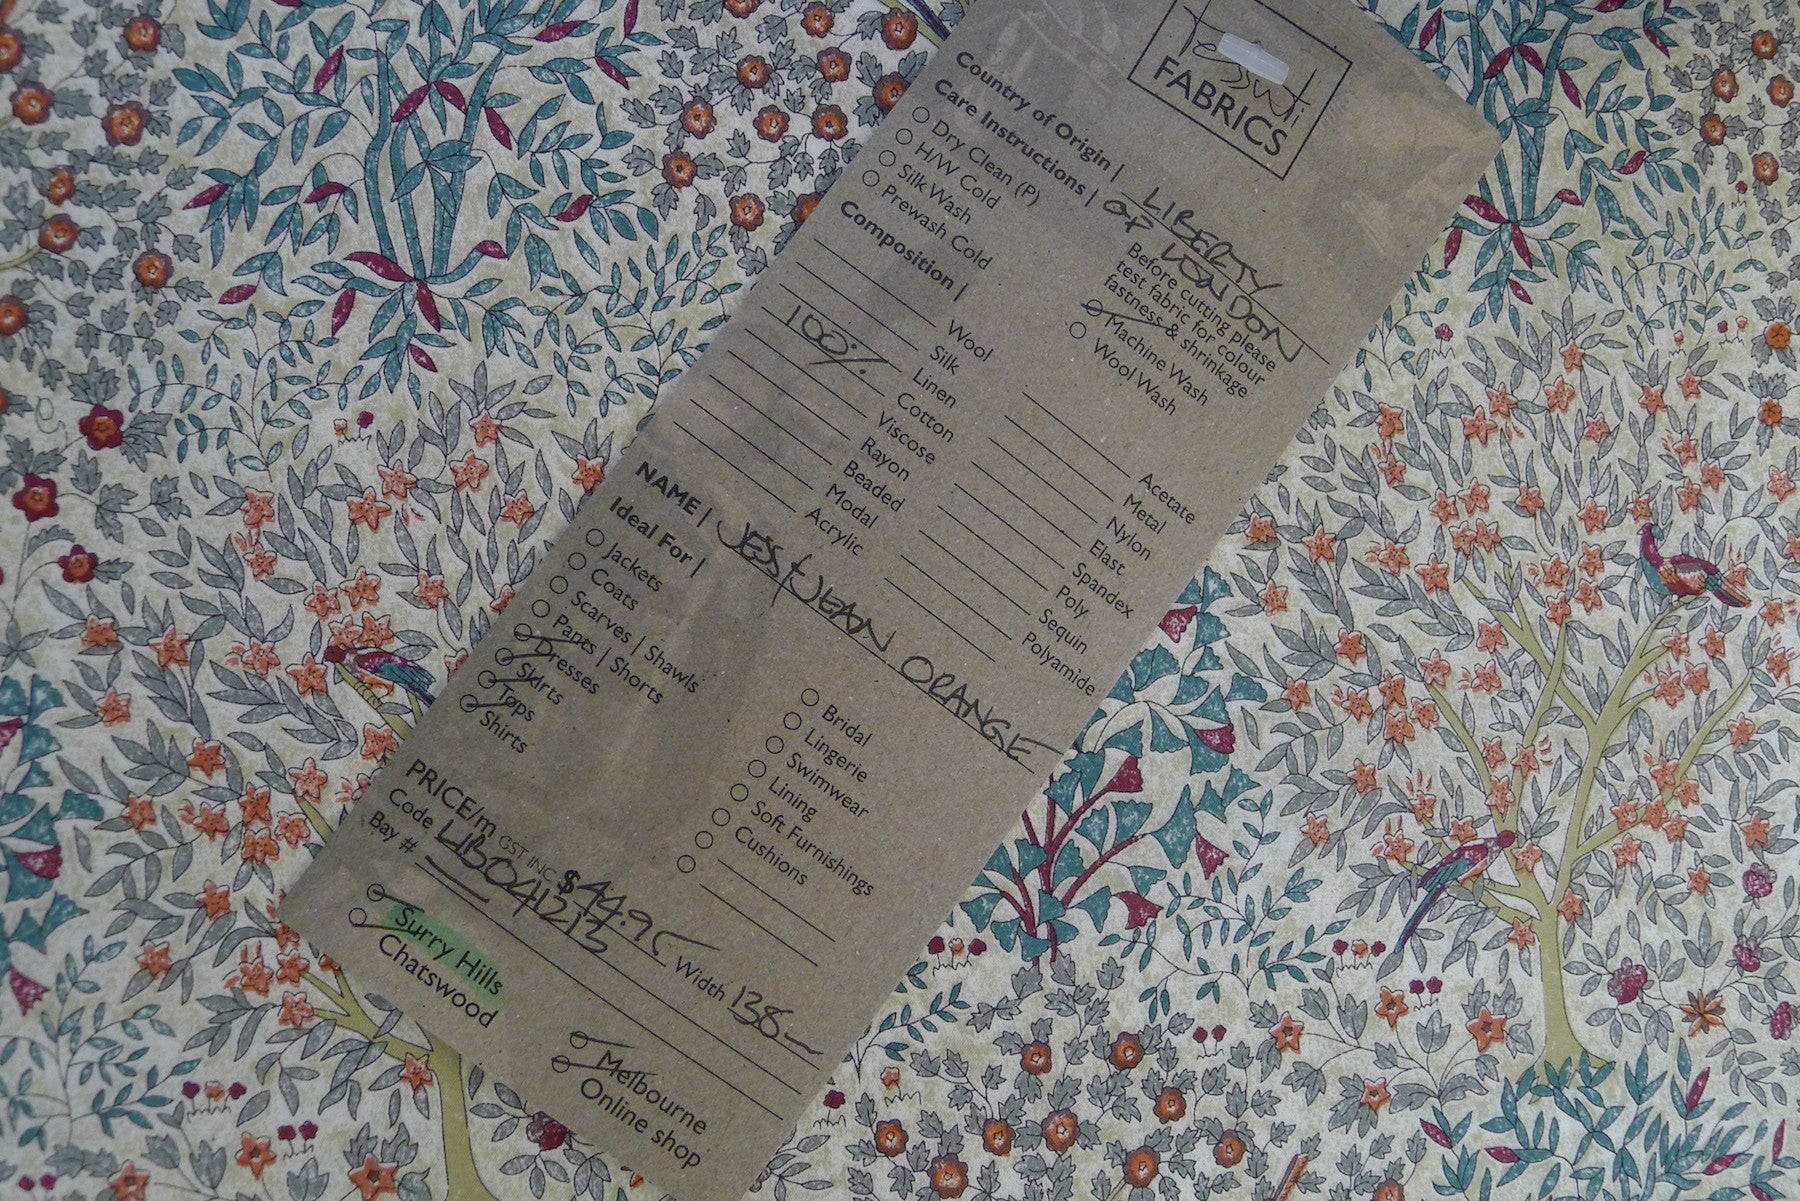 tessuti
FABRICS
Country of Origin | LIBERTY OF LONDON
Care Instructions |
Before cutting please
test fabric for colour
fastness & shrinkage
Dry Clean (P)
H/W Cold
Silk Wash
Prewash Cold
Machine Wash
Wool Wash
Composition |
Wool
Silk
Linen
100% Cotton
Viscose
Rayon
Beaded
Modal
Acrylic
Acetate
Metal
Nylon
Elast
Spandex
Poly
Sequin
Polyamide
NAME | JESS & JEAN ORANGE
Ideal For |
Jackets
Coats
Scarves | Shawls
Pants | Shorts
Dresses
Skirts
Tops
Shirts
Bridal
Lingerie
Swimwear
Lining
Soft Furnishings
Cushions
PRICE/m GST INC $44.95 Width 138
Code LIB041213
Bay #
Surry Hills
Chatswood
Melbourne
Online shop